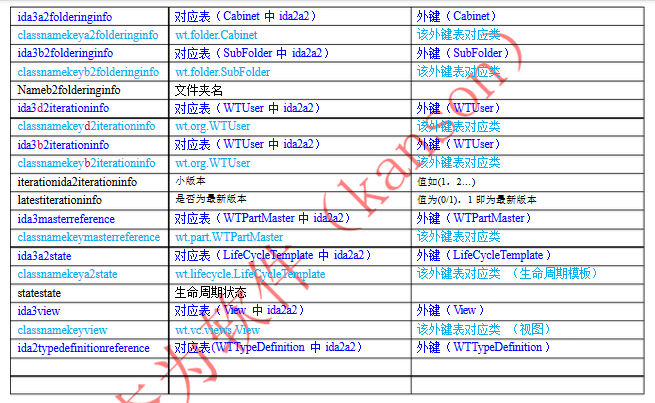 ida3a2folderinginfo 对应表（Cabinet 中 ida2a2） 外键（Cabinet）
classnamekeya2folderinginfo wt.folder.Cabinet 该外键表对应类
ida3b2folderinginfo 对应表（SubFolder 中 ida2a2） 外键（SubFolder）
classnamekeyb2folderinginfo wt.folder.SubFolder 该外键表对应类
Nameb2folderinginfo 文件夹名
ida3d2iterationinfo 对应表（WTUser 中 ida2a2） 外键（WTUser）
classnamekeyd2iterationinfo wt.org.WTUser 该外键表对应类
ida3b2iterationinfo 对应表（WTUser 中 ida2a2） 外键（WTUser）
classnamekeyb2iterationinfo wt.org.WTUser 该外键表对应类
iterationida2iterationinfo 小版本 值如(1，2...)
latestiterationinfo 是否为最新版本 值为(0/1)，1 即为最新版本
ida3masterreference 对应表（WTPartMaster 中 ida2a2） 外键（WTPartMaster）
classnamekeymasterreference wt.part.WTPartMaster 该外键表对应类
ida3a2state 对应表（LifeCycleTemplate 中 ida2a2） 外键（LifeCycleTemplate）
classnamekeya2state wt.lifecycle.LifeCycleTemplate 该外键表对应类 （生命周期模板）
statestate 生命周期状态
ida3view 对应表（View 中 ida2a2） 外键（View）
classnamekeyview wt.vc.views.View 该外键表对应类 （视图）
ida2typedefinitionreference 对应表(WTTypeDefinition 中 ida2a2） 外键（WTTypeDefinition ）
为软件（kanson）